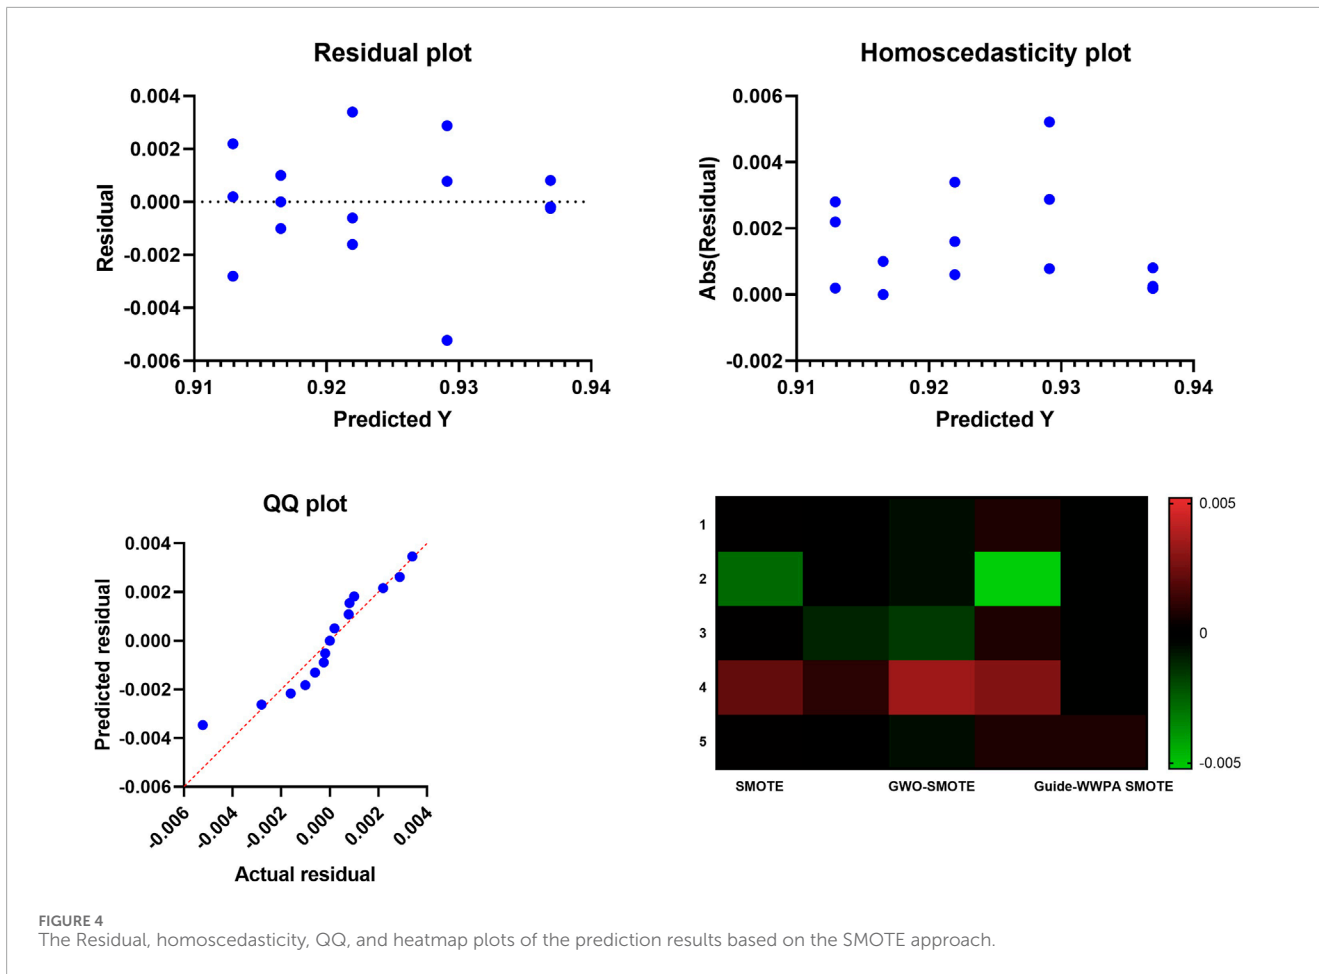 Residual plot
0.004
0.002
0.000
-0.002
-0.004
-0.006
Residual
0.91
0.92
0.93
0.94
Predicted Y
Homoscedasticity plot
0.006
0.004
0.002
0.000
-0.002
Abs(Residual)
0.91
0.92
0.93
0.94
Predicted Y
QQ plot
0.004
0.002
0.000
-0.002
-0.004
-0.006
Predicted residual
-0.006
-0.004
-0.002
0.000
0.002
0.004
Actual residual
1
2
3
4
5
SMOTE
GWO-SMOTE
Guide-WWPA SMOTE
0.005
0
-0.005
FIGURE 4
The Residual, homoscedasticity, QQ, and heatmap plots of the prediction results based on the SMOTE approach.